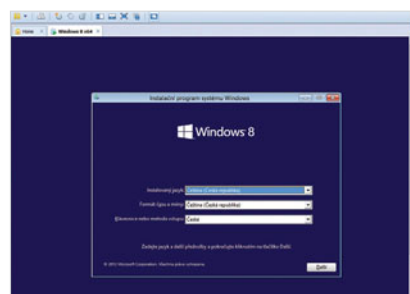 Home
Windows 8 x64
Instalační program systému Windows
Windows 8
Instalovaný jazyk: Čeština (Česká republika)
Formát času a měny: Čeština (Česká republika)
Klávesnice nebo metoda vstupu: České
Zadejte jazyk a další předvolby a pokračujte kliknutím na tlačítko Další.
© 2012 Microsoft Corporation. Všechna práva vyhrazena.
Další